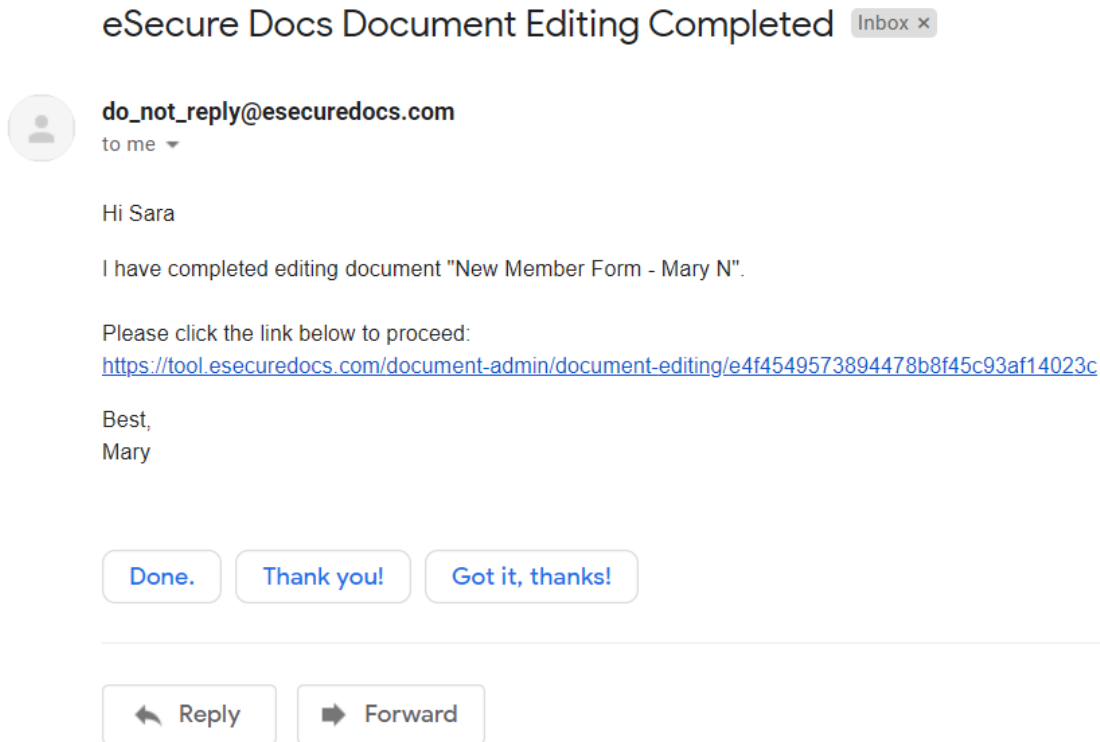 eSecure Docs Document Editing Completed Inbox ×
do_not_reply@esecuredocs.com
to me
Hi Sara
I have completed editing document "New Member Form - Mary N".
Please click the link below to proceed:
https://tool.esecuredocs.com/document-admin/document-editing/e4f4549573894478b8f45c93af14023c
Best,
Mary
Done. Thank you! Got it, thanks!
Reply Forward